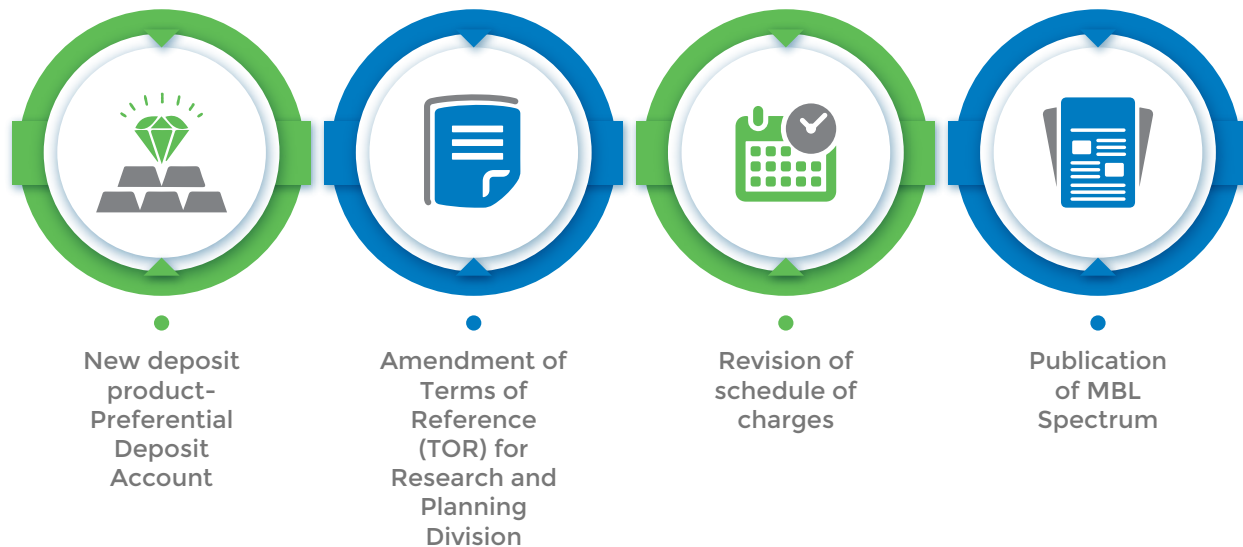 New deposit
product-
Preferential
Deposit
Account
Amendment of
Terms of
Reference
(TOR) for
Research and
Planning
Division
Revision of
schedule of
charges
Publication
of MBL
Spectrum